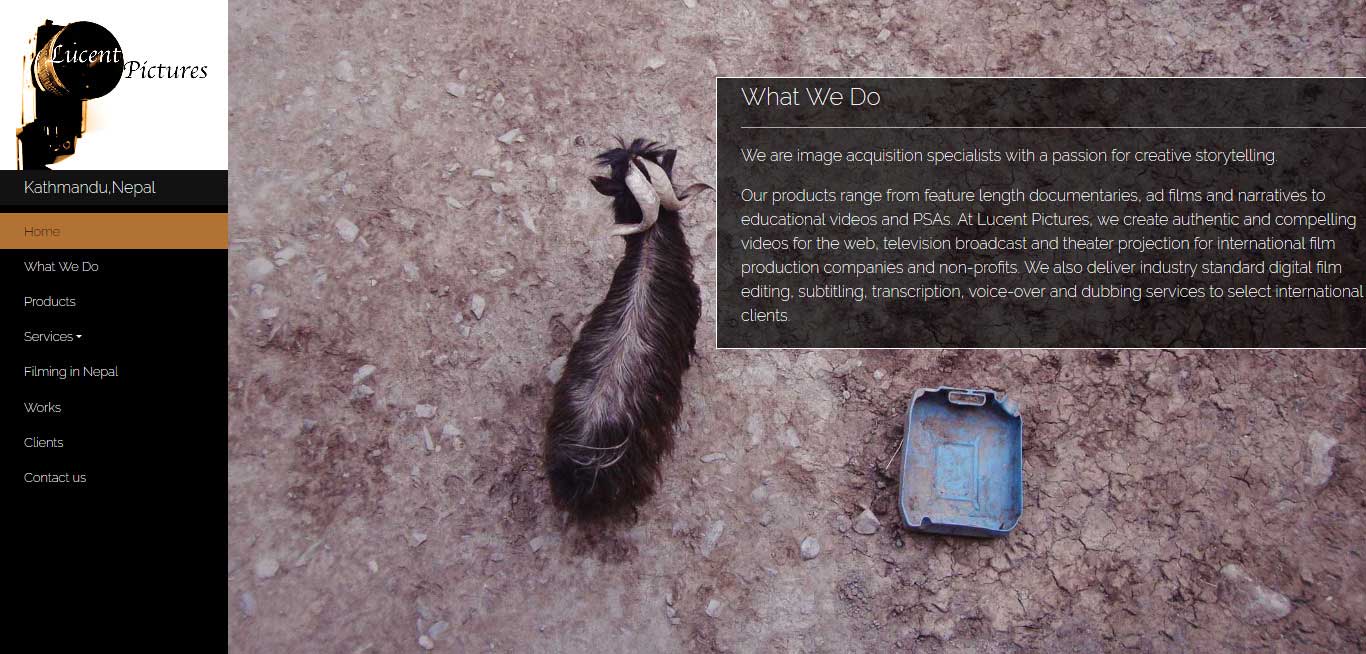 Lucent
Pictures
Kathmandu,Nepal
Home
What We Do
Products
Services
Filming in Nepal
Works
Clients
Contact us
What We Do
We are image acquisition specialists with a passion for creative storytelling.
Our products range from feature length documentaries, ad films and narratives to
educational videos and PSAs. At Lucent Pictures, we create authentic and compelling
videos for the web, television broadcast and theater projection for international film
production companies and non-profits. We also deliver industry standard digital film
editing, subtitling, transcription, voice-over and dubbing services to select international
clients.